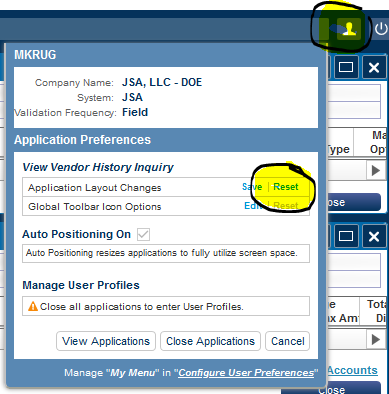 MKRUG
Company Name: JSA, LLC - DOE
System: JSA
Validation Frequency: Field
Application Preferences
View Vendor History Inquiry
Application Layout Changes Save | Reset
Global Toolbar Icon Options Edit | Reset
Auto Positioning On
Auto Positioning resizes applications to fully utilize screen space.
Manage User Profiles
Close all applications to enter User Profiles.
View Applications Close Applications Cancel
Manage "My Menu" in "Configure User Preferences"
Ma
Type Op
lose
e Tota
ax Am Di
Accounts
Close